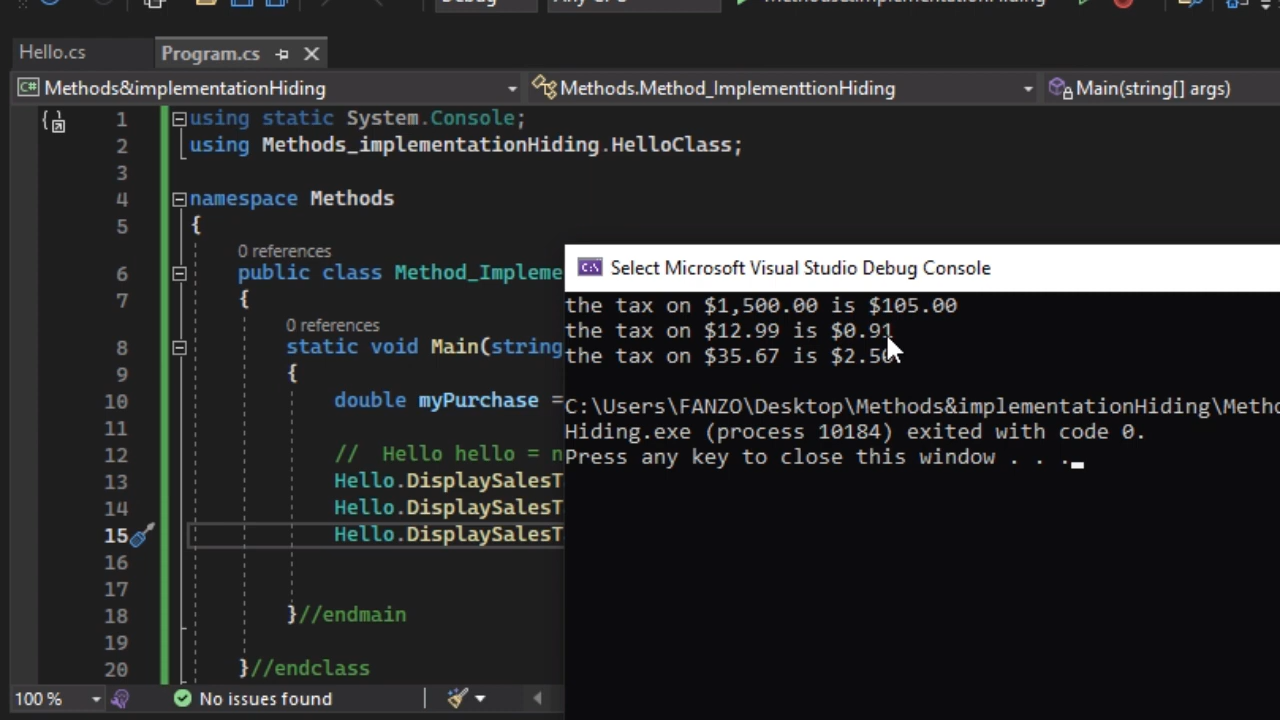 Hello.cs Program.cs
C# Methods&implementationHiding Methods.Method_ImplementtionHiding Main(string[] args)
1 using static System.Console;
2 using Methods_implementationHiding.HelloClass;
3
4 namespace Methods
5 {
0 references
6 public class Method_Impleme
7 {
0 references
8 static void Main(string
9 {
10 double myPurchase =
11
12 // Hello hello = n
13 Hello.DisplaySalesT
14 Hello.DisplaySalesT
15 Hello.DisplaySalesT
16
17
18 }//endmain
19
20 }//endclass
100 % No issues found
Select Microsoft Visual Studio Debug Console
the tax on $1,500.00 is $105.00
the tax on $12.99 is $0.91
the tax on $35.67 is $2.50
C:\Users\FANZO\Desktop\Methods&implementationHiding\Metho
Hiding.exe (process 10184) exited with code 0.
Press any key to close this window . . .